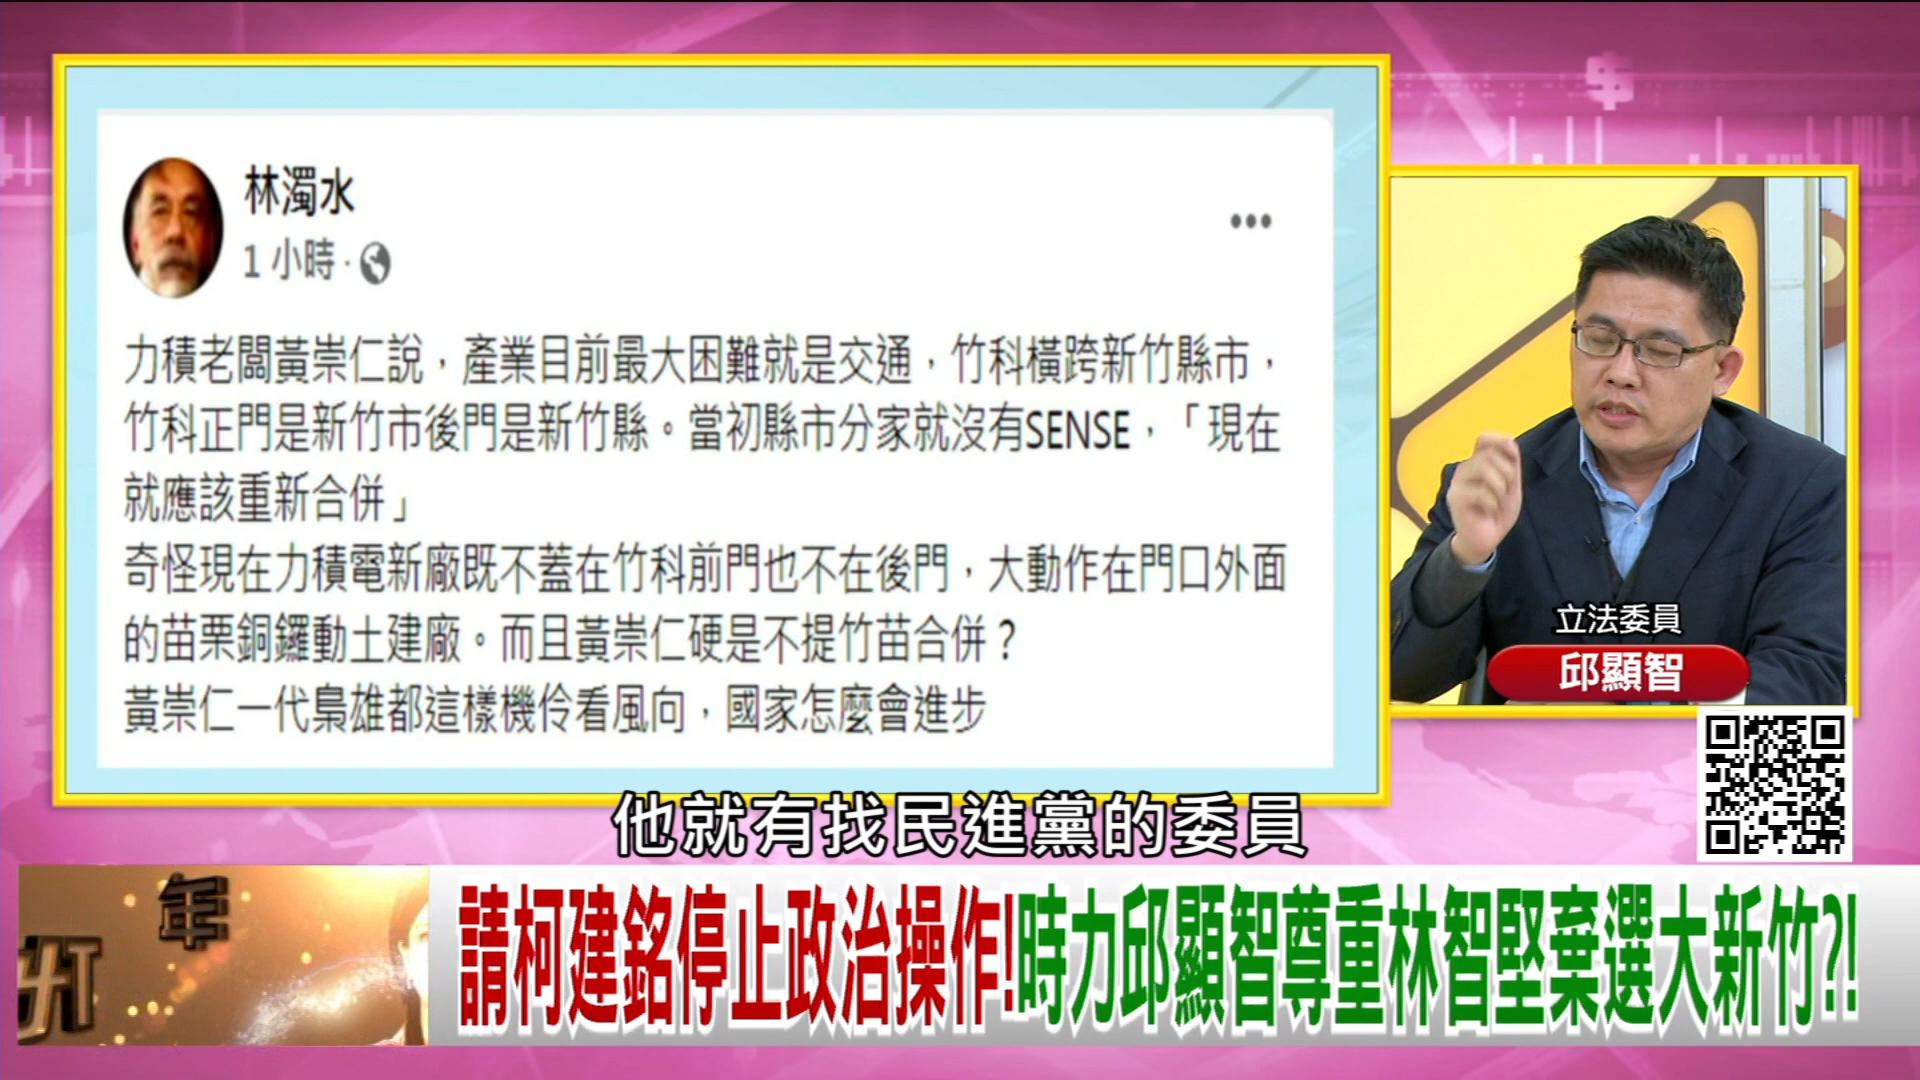 林濁水
1 小時
力積老闆黃崇仁說，產業目前最大困難就是交通，竹科橫跨新竹縣市，
竹科正門是新竹市後門是新竹縣。當初縣市分家就沒有SENSE，「現在
就應該重新合併」
奇怪現在力積電新廠既不蓋在竹科前門也不在後門，大動作在門口外面
的苗栗銅鑼動土建廠。而且黃崇仁硬是不提竹苗合併？
黃崇仁一代梟雄都這樣機伶看風向，國家怎麼會進步
立法委員
邱顯智
他就有找民進黨的委員
年
請柯建銘停止政治操作!時力邱顯智尊重林智堅棄選大新竹?!